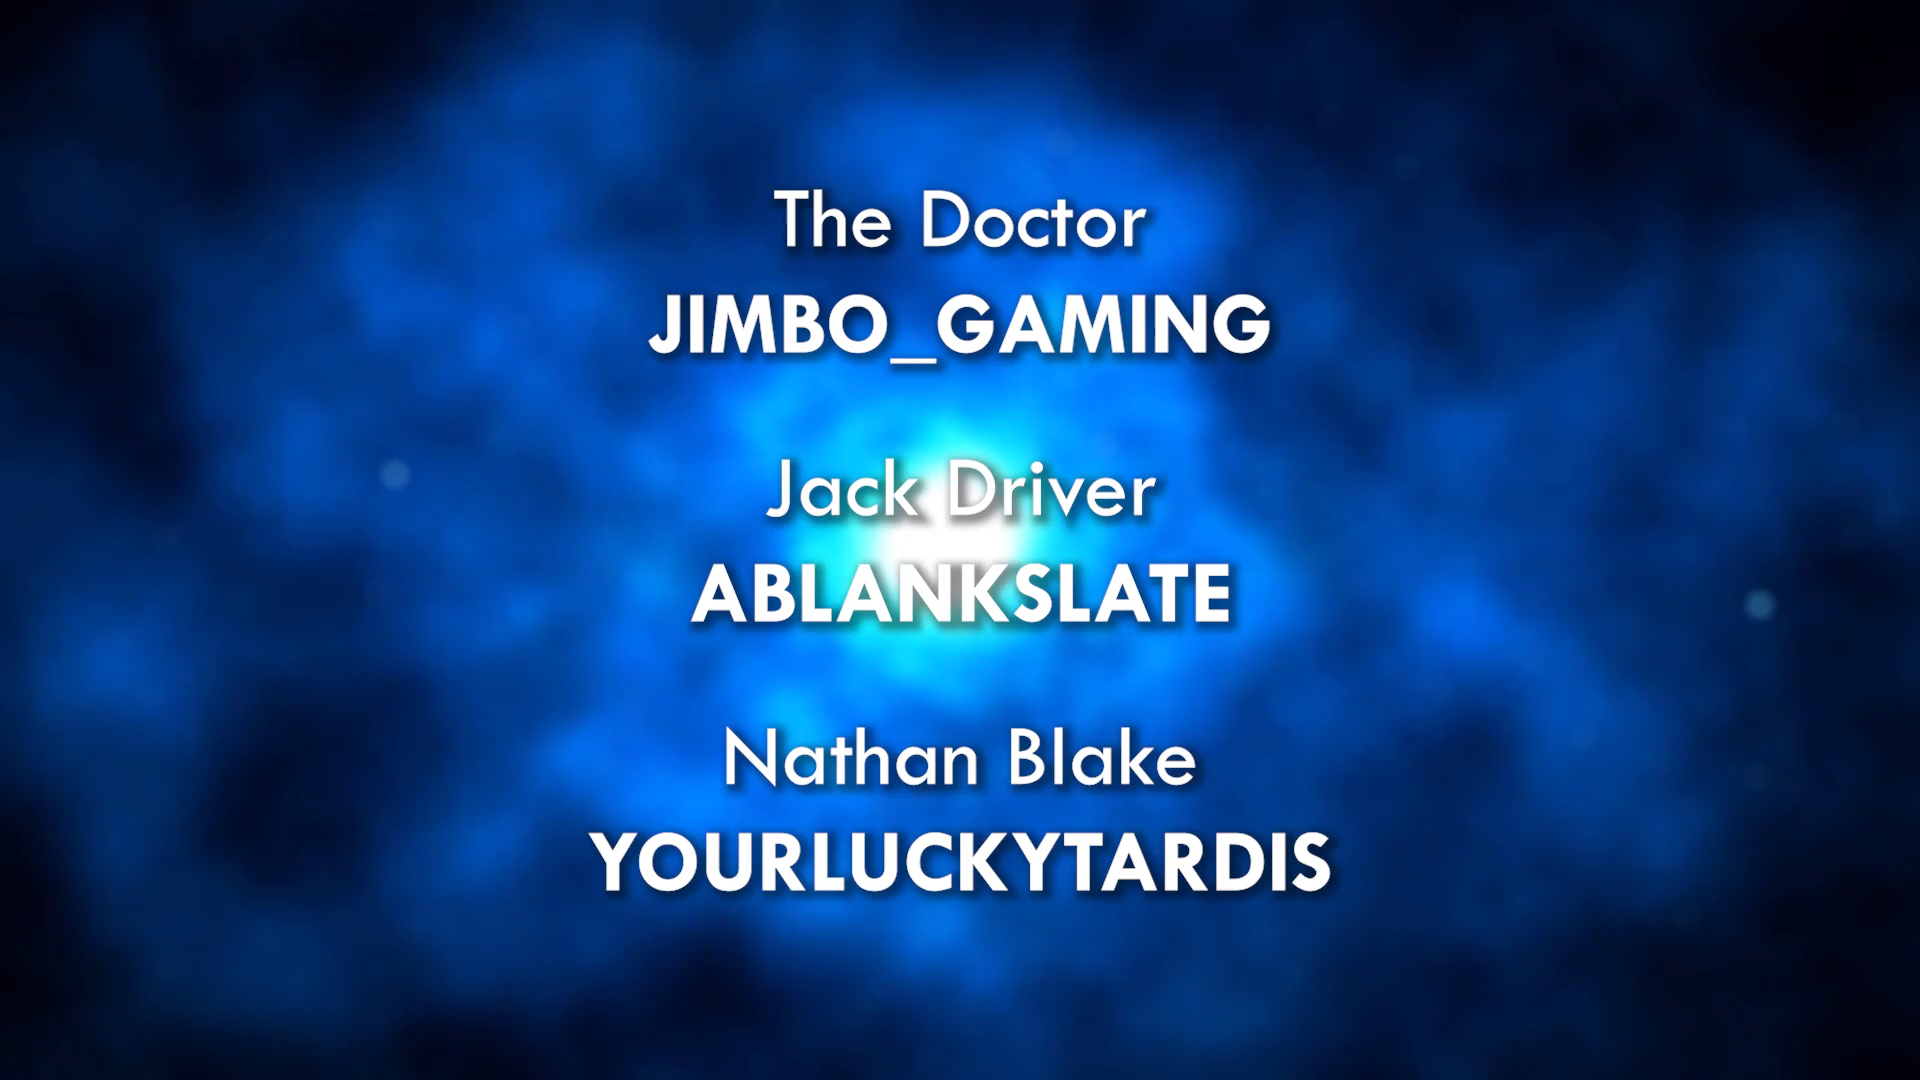 The Doctor
JIMBO_GAMING
Jack Driver
ABLANKSLATE
Nathan Blake
YOURLUCKYTARDIS